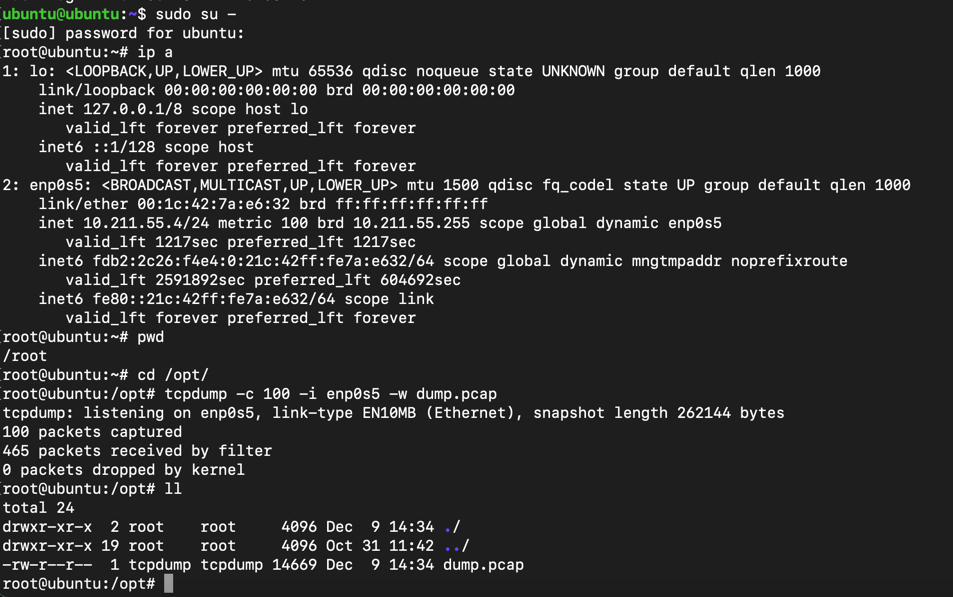 ubuntu@ubuntu:~$ sudo su -
[sudo] password for ubuntu:
root@ubuntu:~# ip a
1: lo: <LOOPBACK,UP,LOWER_UP> mtu 65536 qdisc noqueue state UNKNOWN group default qlen 1000
    link/loopback 00:00:00:00:00:00 brd 00:00:00:00:00:00
    inet 127.0.0.1/8 scope host lo
       valid_lft forever preferred_lft forever
    inet6 ::1/128 scope host
       valid_lft forever preferred_lft forever
2: enp0s5: <BROADCAST,MULTICAST,UP,LOWER_UP> mtu 1500 qdisc fq_codel state UP group default qlen 1000
    link/ether 00:1c:42:7a:e6:32 brd ff:ff:ff:ff:ff:ff
    inet 10.211.55.4/24 metric 100 brd 10.211.55.255 scope global dynamic enp0s5
       valid_lft 1217sec preferred_lft 1217sec
    inet6 fdb2:2c26:f4e4:0:21c:42ff:fe7a:e632/64 scope global dynamic mngtmpaddr noprefixroute
       valid_lft 2591892sec preferred_lft 604692sec
    inet6 fe80::21c:42ff:fe7a:e632/64 scope link
       valid_lft forever preferred_lft forever
root@ubuntu:~# pwd
/root
root@ubuntu:~# cd /opt/
root@ubuntu:/opt# tcpdump -c 100 -i enp0s5 -w dump.pcap
tcpdump: listening on enp0s5, link-type EN10MB (Ethernet), snapshot length 262144 bytes
100 packets captured
465 packets received by filter
0 packets dropped by kernel
root@ubuntu:/opt# ll
total 24
drwxr-xr-x  2 root    root     4096 Dec  9 14:34 ./
drwxr-xr-x 19 root    root     4096 Oct 31 11:42 ../
-rw-r--r--  1 tcpdump tcpdump 14669 Dec  9 14:34 dump.pcap
root@ubuntu:/opt#